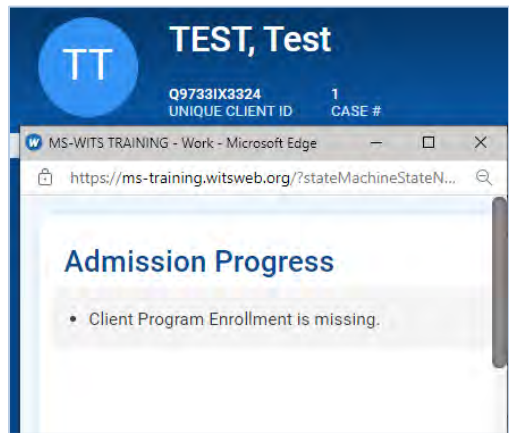 TT
TEST, Test
Q9733IX3324 1
UNIQUE CLIENT ID CASE #
W MS-WITS TRAINING - Work - Microsoft Edge
https://ms-training.witsweb.org/?stateMachineStateN...
Admission Progress
• Client Program Enrollment is missing.